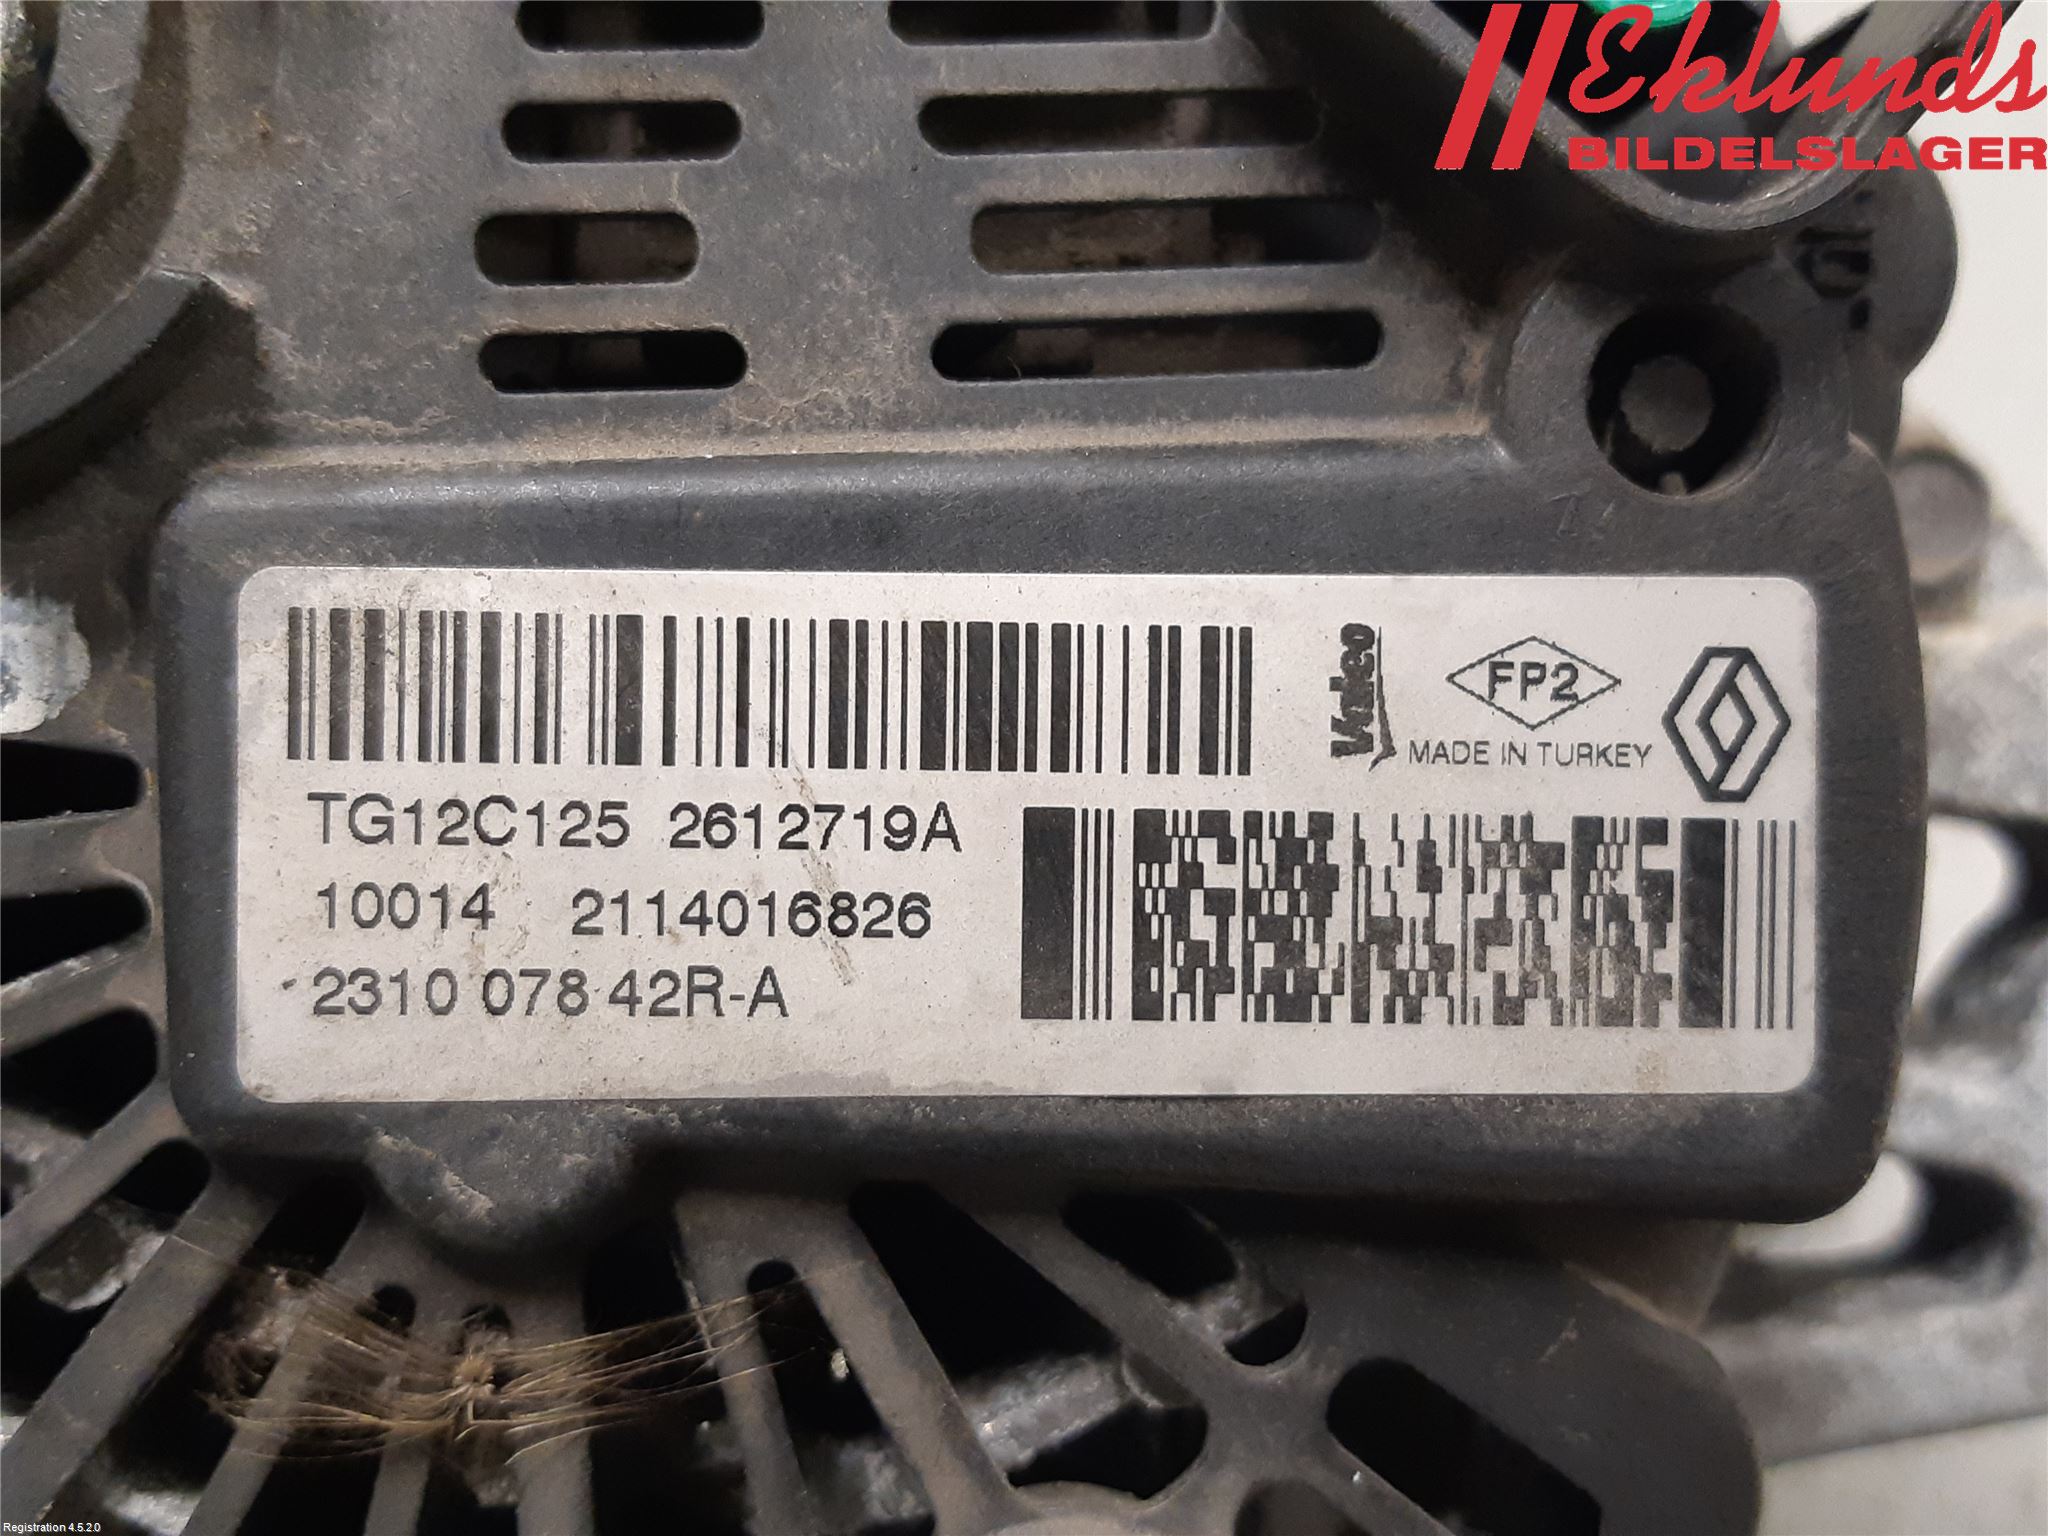 Eklunds
BILDELSLAGER
Valeo
FP2
MADE IN TURKEY
TG12C125 2612719A
10014 2114016826
2310 078 42R-A
Registration 4.5.2.0